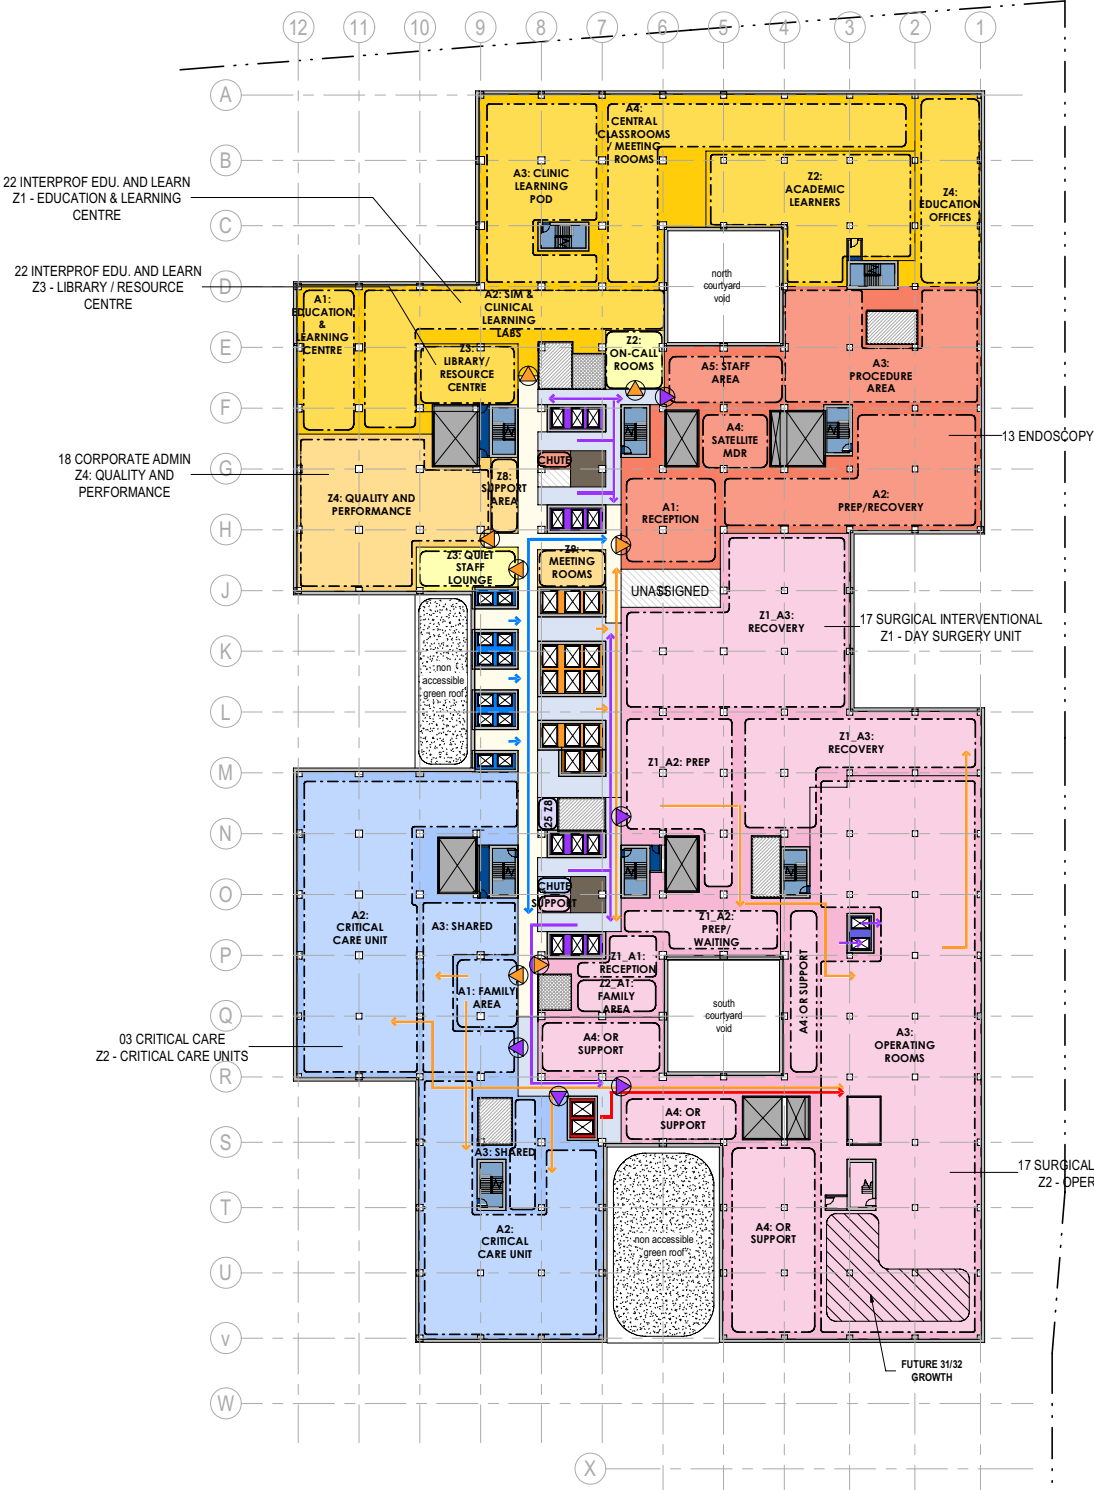 12
11
10
9
8
7
6
5
4
3
2
1
A
B
C
D
E
F
G
H
J
K
L
M
N
O
P
Q
R
S
T
U
V
W
X
22 INTERPROF EDU. AND LEARN
Z1 - EDUCATION & LEARNING
CENTRE
22 INTERPROF EDU. AND LEARN
Z3 - LIBRARY / RESOURCE
CENTRE
18 CORPORATE ADMIN
Z4: QUALITY AND
PERFORMANCE
03 CRITICAL CARE
Z2 - CRITICAL CARE UNITS
13 ENDOSCOPY
17 SURGICAL INTERVENTIONAL
Z1 - DAY SURGERY UNIT
17 SURGICAL
Z2 - OPER
A4:
CENTRAL
CLASSROOMS
/ MEETING
ROOMS
A3: CLINIC
LEARNING
POD
Z2:
ACADEMIC
LEARNERS
Z4:
EDUCATION
OFFICES
north
courtyard
void
A1:
EDUCATION
&
LEARNING
CENTRE
A2: SIM &
CLINICAL
LEARNING
LABS
Z3:
LIBRARY/
RESOURCE
CENTRE
Z2:
ON-CALL
ROOMS
A5: STAFF
AREA
A3:
PROCEDURE
AREA
A4:
SATELLITE
MDR
CHUTE
Z8:
SUPPORT
AREA
Z4: QUALITY AND
PERFORMANCE
A1:
RECEPTION
A2:
PREP/RECOVERY
Z3: QUIET
STAFF
LOUNGE
Z9:
MEETING
ROOMS
UNASSIGNED
Z1_A3:
RECOVERY
non
accessible
green roof
Z1_A3:
RECOVERY
Z1_A2: PREP
25 Z8
CHUTE
SUPPORT
A2:
CRITICAL
CARE UNIT
A3: SHARED
Z1_A2:
PREP/
WAITING
Z1_A1:
RECEPTION
A1: FAMILY
AREA
Z2_A1:
FAMILY
AREA
south
courtyard
void
A4: OR SUPPORT
A3:
OPERATING
ROOMS
A4: OR
SUPPORT
A4: OR
SUPPORT
A3: SHARED
A2:
CRITICAL
CARE UNIT
non accessible
green roof
A4: OR
SUPPORT
FUTURE 31/32
GROWTH